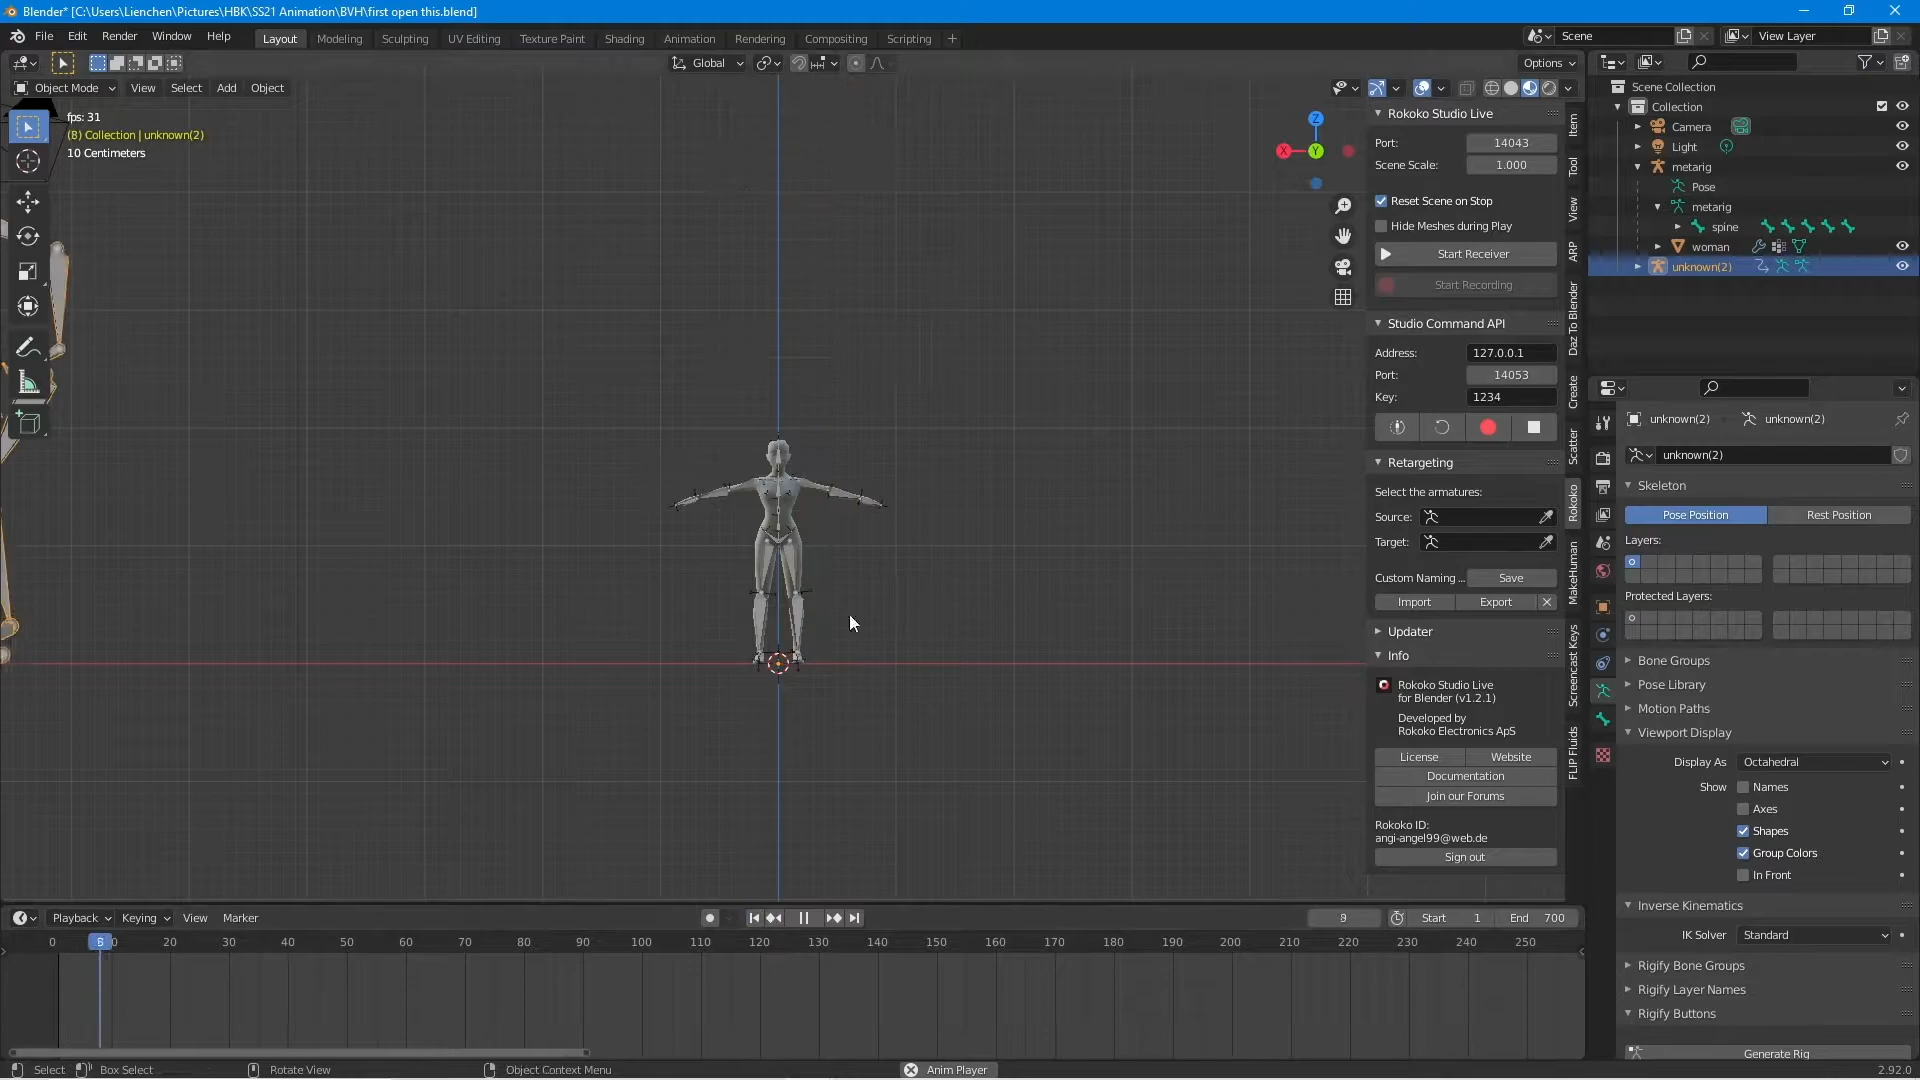 Blender* [C:\Users\Lienchen\Pictures\HBK\SS21 Animation\BVH\first open this.blend]
File Edit Render Window Help Layout Modeling Sculpting UV Editing Texture Paint Shading Animation Rendering Compositing Scripting + Scene View Layer
Global Options
Object Mode View Select Add Object
fps: 31
(8) Collection | unknown(2)
10 Centimeters
Z
X Y
Rokoko Studio Live
Port: 14043
Scene Scale: 1.000
Reset Scene on Stop
Hide Meshes during Play
Start Receiver
Start Recording
Studio Command API
Address: 127.0.0.1
Port: 14053
Key: 1234
Retargeting
Select the armatures:
Source:
Target:
Custom Naming ... Save
Import Export
Updater
Info
Rokoko Studio Live
for Blender (v1.2.1)
Developed by
Rokoko Electronics ApS
License Website
Documentation
Join our Forums
Rokoko ID:
angi-angel99@web.de
Sign out
Item
Tool
View
ARP
Daz To Blender
Create
Scatter
Rokoko
MakeHuman
Screencast Keys
FLIP Fluids
Scene Collection
Collection
Camera
Light
metarig
Pose
metarig
spine
woman
unknown(2)
unknown(2) unknown(2)
unknown(2)
Skeleton
Pose Position Rest Position
Layers:
Protected Layers:
Bone Groups
Pose Library
Motion Paths
Viewport Display
Display As Octahedral
Show Names
Axes
Shapes
Group Colors
In Front
Inverse Kinematics
IK Solver Standard
Rigify Bone Groups
Rigify Layer Names
Rigify Buttons
Generate Rig
Playback Keying View Marker 9 Start 1 End 700
0 20 30 40 50 60 70 80 90 100 110 120 130 140 150 160 170 180 190 200 210 220 230 240 250
Select Box Select Rotate View Object Context Menu Anim Player 2.92.0